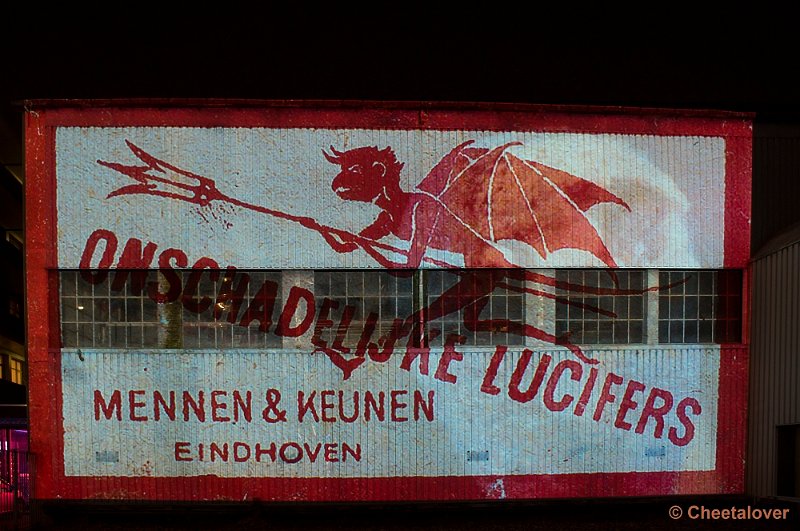 ONSCHADELIJKE LUCIFERS
MENNEN & KEUNEN
EINDHOVEN
© Cheetalover